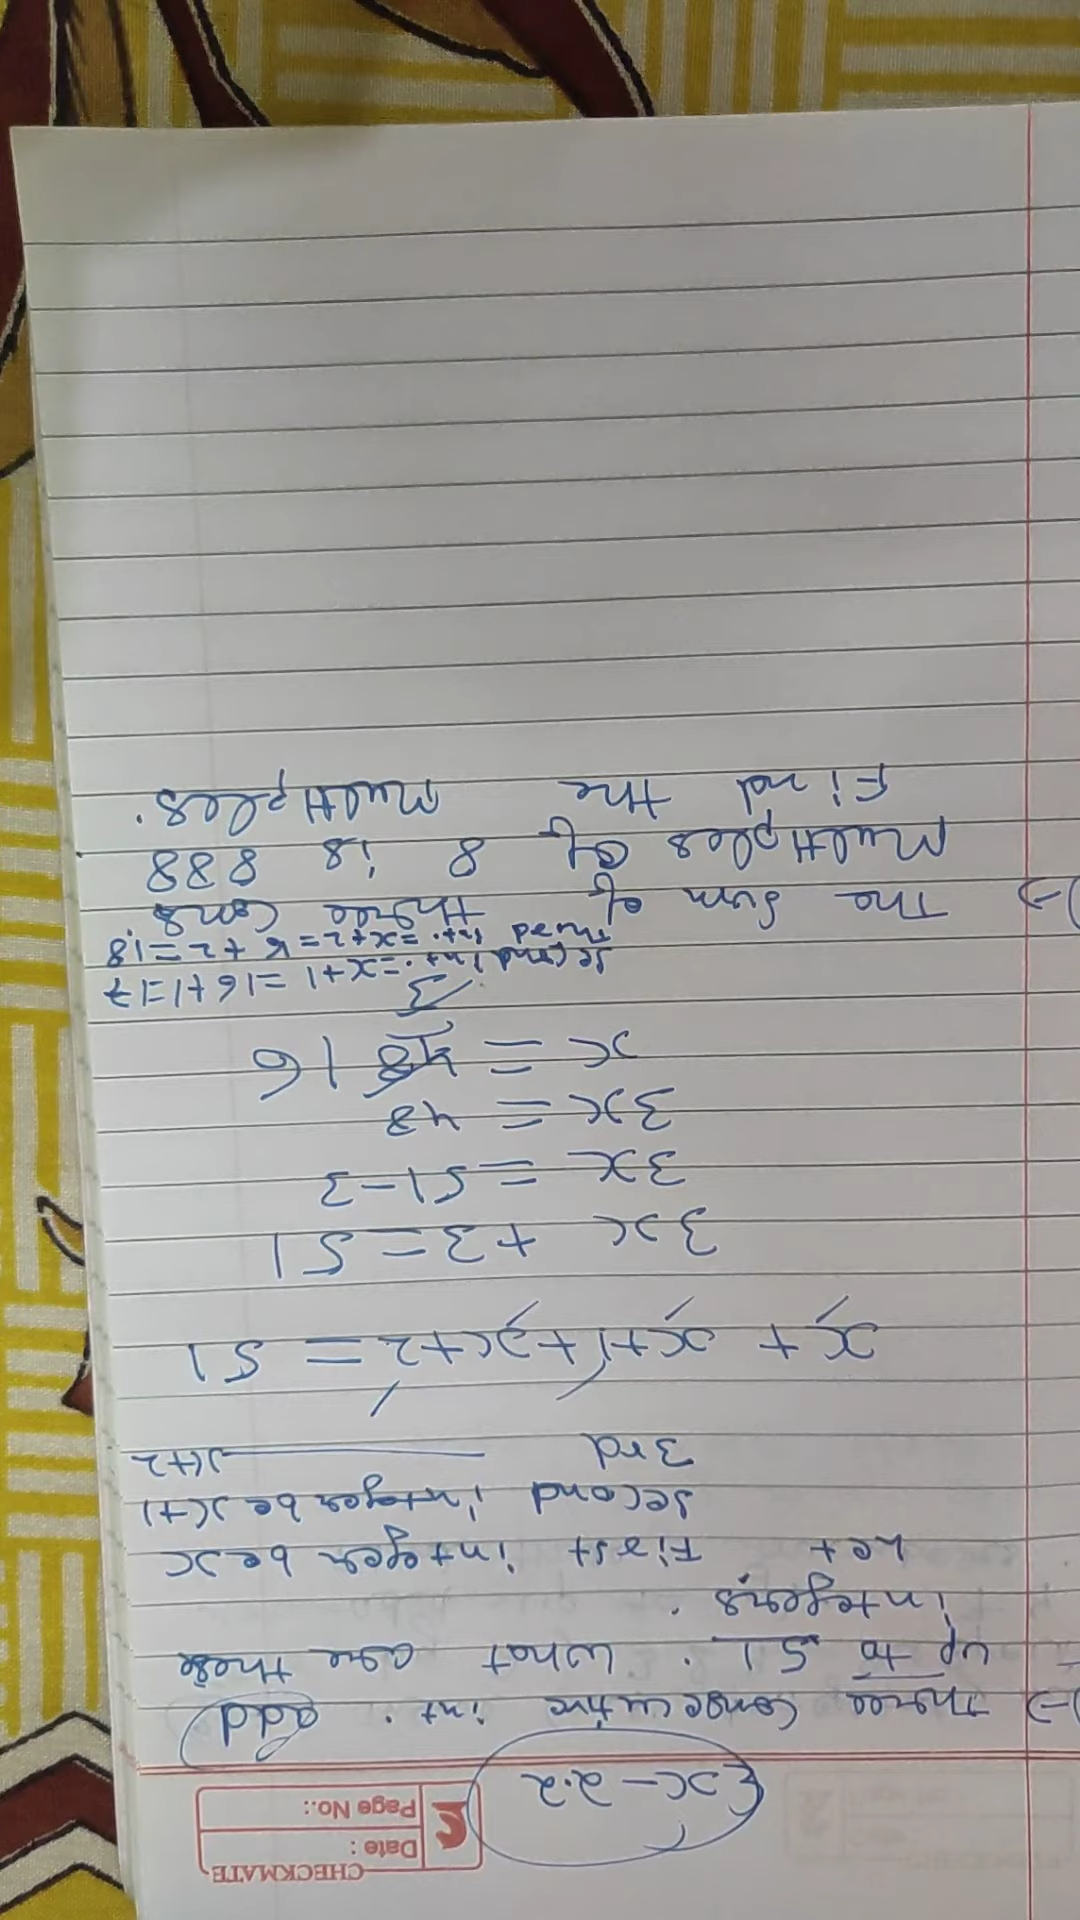 CHECKMATE
Date :
Page No.:
Ex - 2.2
Three Consecutive int. add
up to 51. What are these
integers.
Let First integer be x
Second integer be x+1
3rd ——— x+2
x + x+1 + x+2 = 51
3x + 3 = 51
3x = 51-3
3x = 48
x = 48 16
3
Second int. = x+1 = 16+1=17
Third int. = x+2 = 16+2=18
The Sum of three Cons.
Multiples of 8 is 888
Find the Multiples.